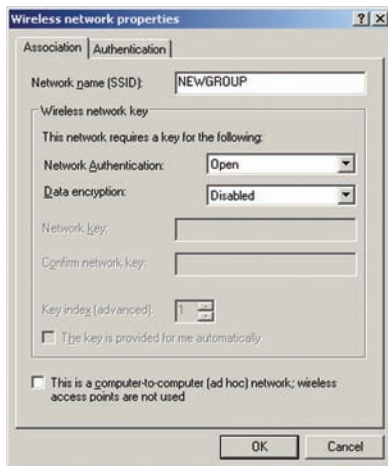 Wireless network properties
Association Authentication
Network name (SSID): NEWGROUP
Wireless network key
This network requires a key for the following:
Network Authentication: Open
Data encryption: Disabled
Network key:
Confirm network key:
Key index (advanced): 1
The key is provided for me automatically
This is a computer-to-computer (ad hoc) network; wireless
access points are not used
OK Cancel